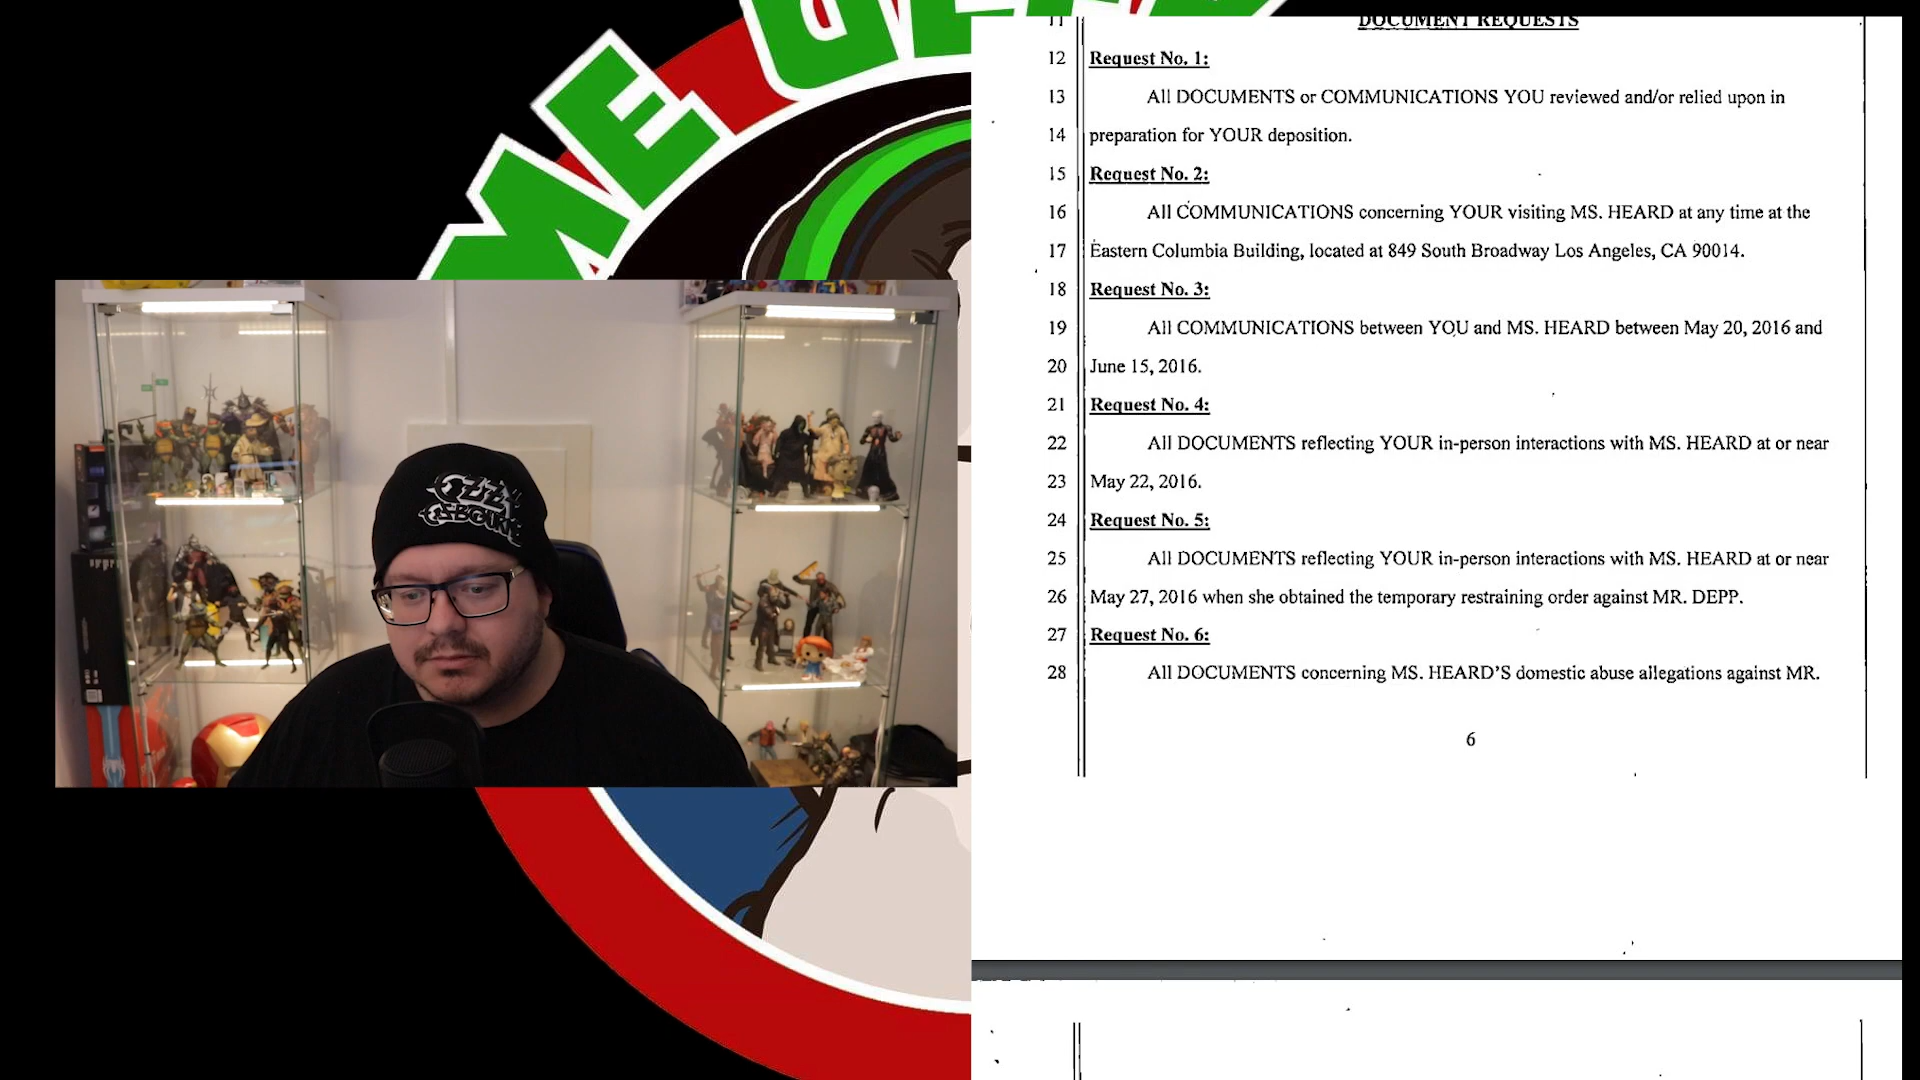 ME
11 DOCUMENT REQUESTS
12 Request No. 1:
13 All DOCUMENTS or COMMUNICATIONS YOU reviewed and/or relied upon in
14 preparation for YOUR deposition.
15 Request No. 2:
16 All COMMUNICATIONS concerning YOUR visiting MS. HEARD at any time at the
17 Eastern Columbia Building, located at 849 South Broadway Los Angeles, CA 90014.
18 Request No. 3:
19 All COMMUNICATIONS between YOU and MS. HEARD between May 20, 2016 and
20 June 15, 2016.
21 Request No. 4:
22 All DOCUMENTS reflecting YOUR in-person interactions with MS. HEARD at or near
23 May 22, 2016.
24 Request No. 5:
25 All DOCUMENTS reflecting YOUR in-person interactions with MS. HEARD at or near
26 May 27, 2016 when she obtained the temporary restraining order against MR. DEPP.
27 Request No. 6:
28 All DOCUMENTS concerning MS. HEARD'S domestic abuse allegations against MR.
6
OZZY
OSBOURNE